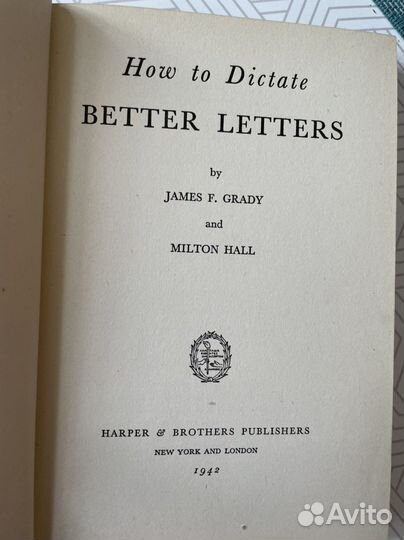 How to Dictate
BETTER LETTERS
by
JAMES F. GRADY
and
MILTON HALL
HARPER & BROTHERS PUBLISHERS
NEW YORK AND LONDON
1942
Avito